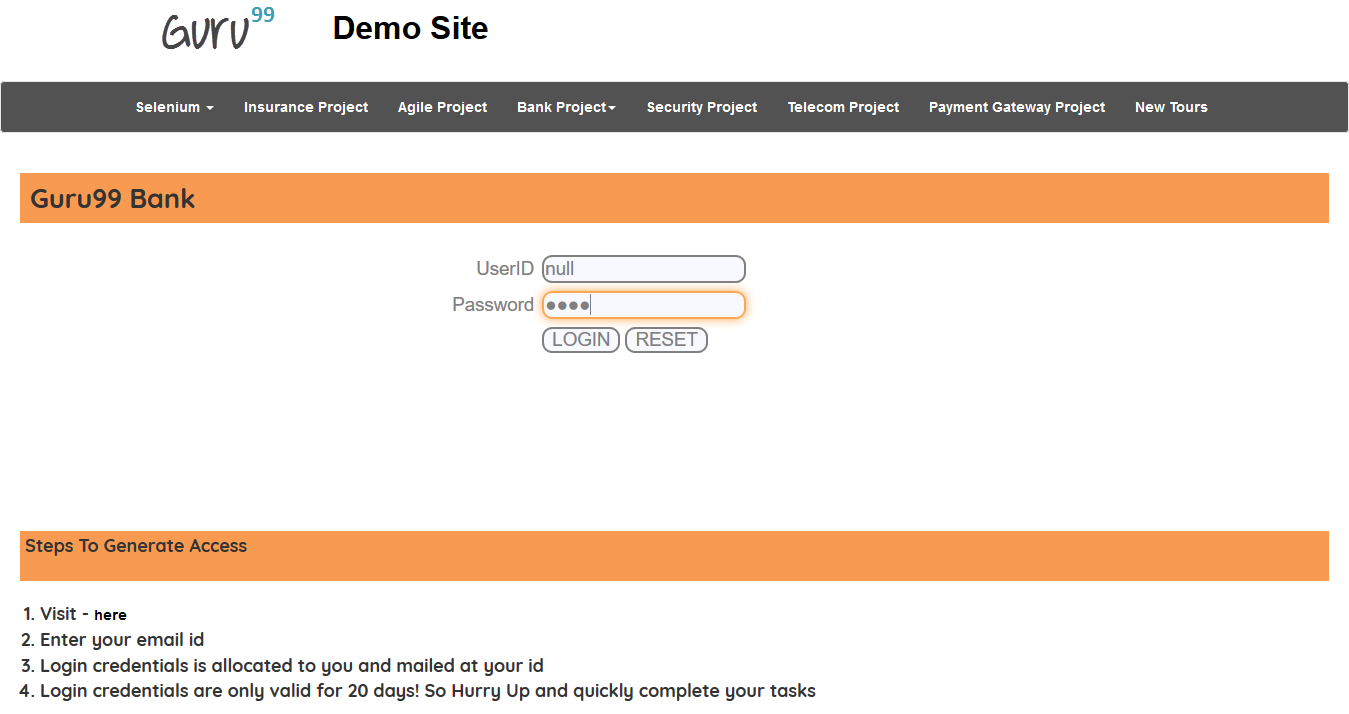 Guru99 Demo Site
Selenium Insurance Project Agile Project Bank Project Security Project Telecom Project Payment Gateway Project New Tours
Guru99 Bank
UserID null
Password ●●●●
LOGIN RESET
Steps To Generate Access
1. Visit - here
2. Enter your email id
3. Login credentials is allocated to you and mailed at your id
4. Login credentials are only valid for 20 days! So Hurry Up and quickly complete your tasks